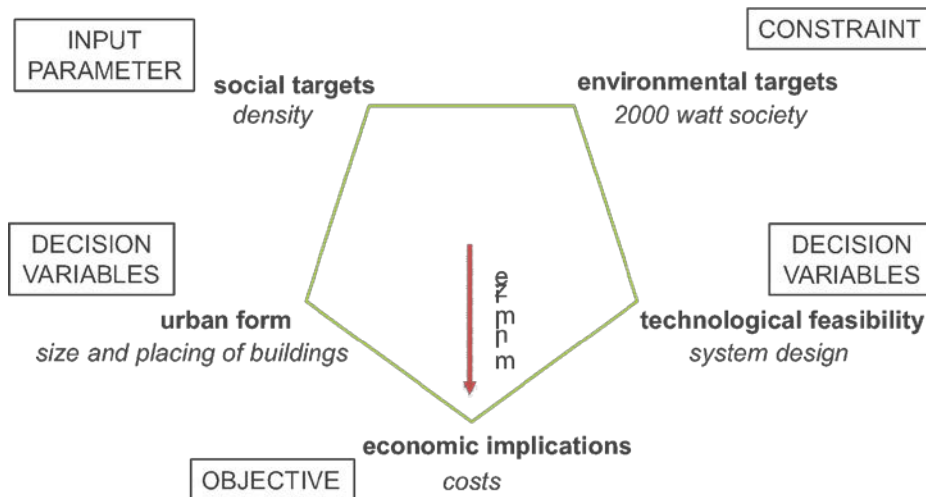 INPUT
PARAMETER
CONSTRAINT
social targets
density
environmental targets
2000 watt society
DECISION
VARIABLES
DECISION
VARIABLES
minimize
urban form
size and placing of buildings
technological feasibility
system design
economic implications
costs
OBJECTIVE